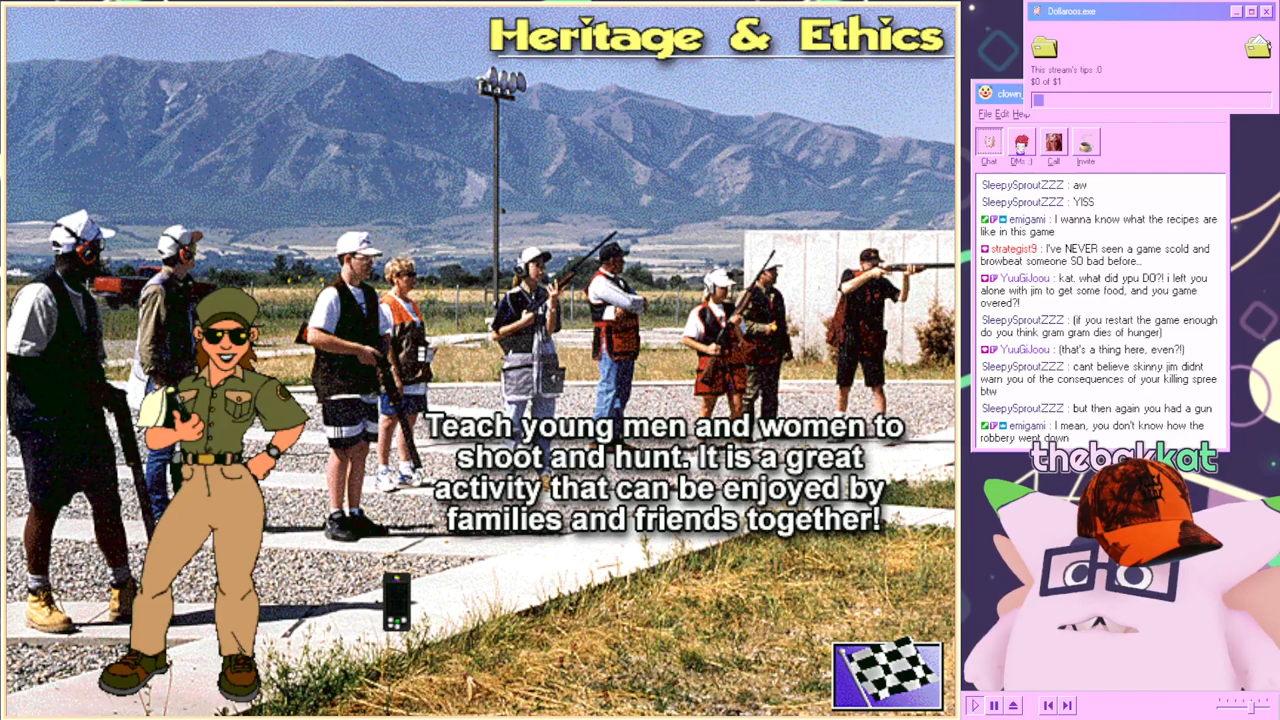 Heritage & Ethics
Teach young men and women to
shoot and hunt. It is a great
activity that can be enjoyed by
families and friends together!
Dollaroos.exe
This stream's tips :0
$0 of $1
clown_
File Edit Help
Chat DMs :) Call Invite
SleepySproutZZZ : aw
SleepySproutZZZ : YISS
emigami : I wanna know what the recipes are
like in this game
strategist9 : I've NEVER seen a game scold and
browbeat someone SO bad before...
YuuGiJoou : kat. what did ypu DO?! i left you
alone with jim to get some food, and you game
overed?!
SleepySproutZZZ : (if you restart the game enough
do you think gram gram dies of hunger)
YuuGiJoou : (that's a thing here, even?!)
SleepySproutZZZ : cant believe skinny jim didnt
warn you of the consequences of your killing spree
btw
SleepySproutZZZ : but then again you had a gun
emigami : I mean, you don't know how the
robbery went down
thebakkat